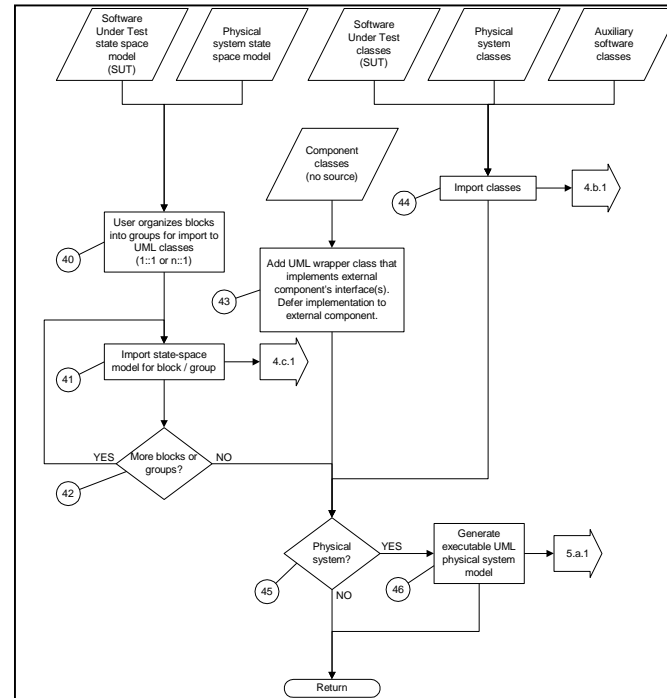 Software
Under Test
state space
model
(SUT)
Physical
system state
space model
Software
Under Test
classes
(SUT)
Physical
system
classes
Auxiliary
software
classes
Component
classes
(no source)
44
Import classes
4.b.1
User organizes blocks
into groups for import to
UML classes
(1::1 or n::1)
40
Add UML wrapper class that
implements external
component's interface(s).
Defer implementation to
external component.
43
Import state-space
model for block / group
41
4.c.1
YES
More blocks or
groups?
NO
42
Physical
system?
YES
45
NO
Generate
executable UML
physical system
model
46
5.a.1
Return